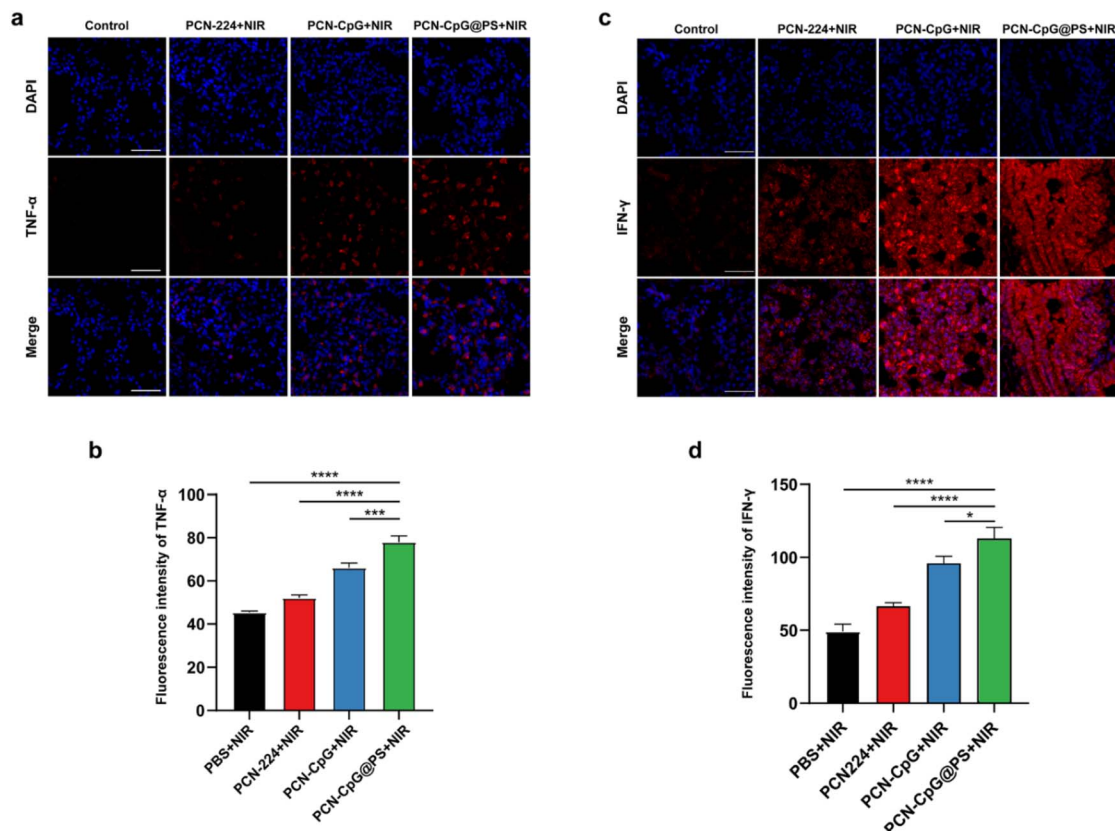 a
Control PCN-224+NIR PCN-CpG+NIR PCN-CpG@PS+NIR
DAPI
TNF-α
Merge
c
Control PCN-224+NIR PCN-CpG+NIR PCN-CpG@PS+NIR
DAPI
IFN-γ
Merge
b
Fluorescence intensity of TNF-α
100
80
60
40
20
0
****
****
***
PBS+NIR
PCN-224+NIR
PCN-CpG+NIR
PCN-CpG@PS+NIR
d
Fluorescence intensity of IFN-γ
150
100
50
0
****
****
*
PBS+NIR
PCN224+NIR
PCN-CpG+NIR
PCN-CpG@PS+NIR